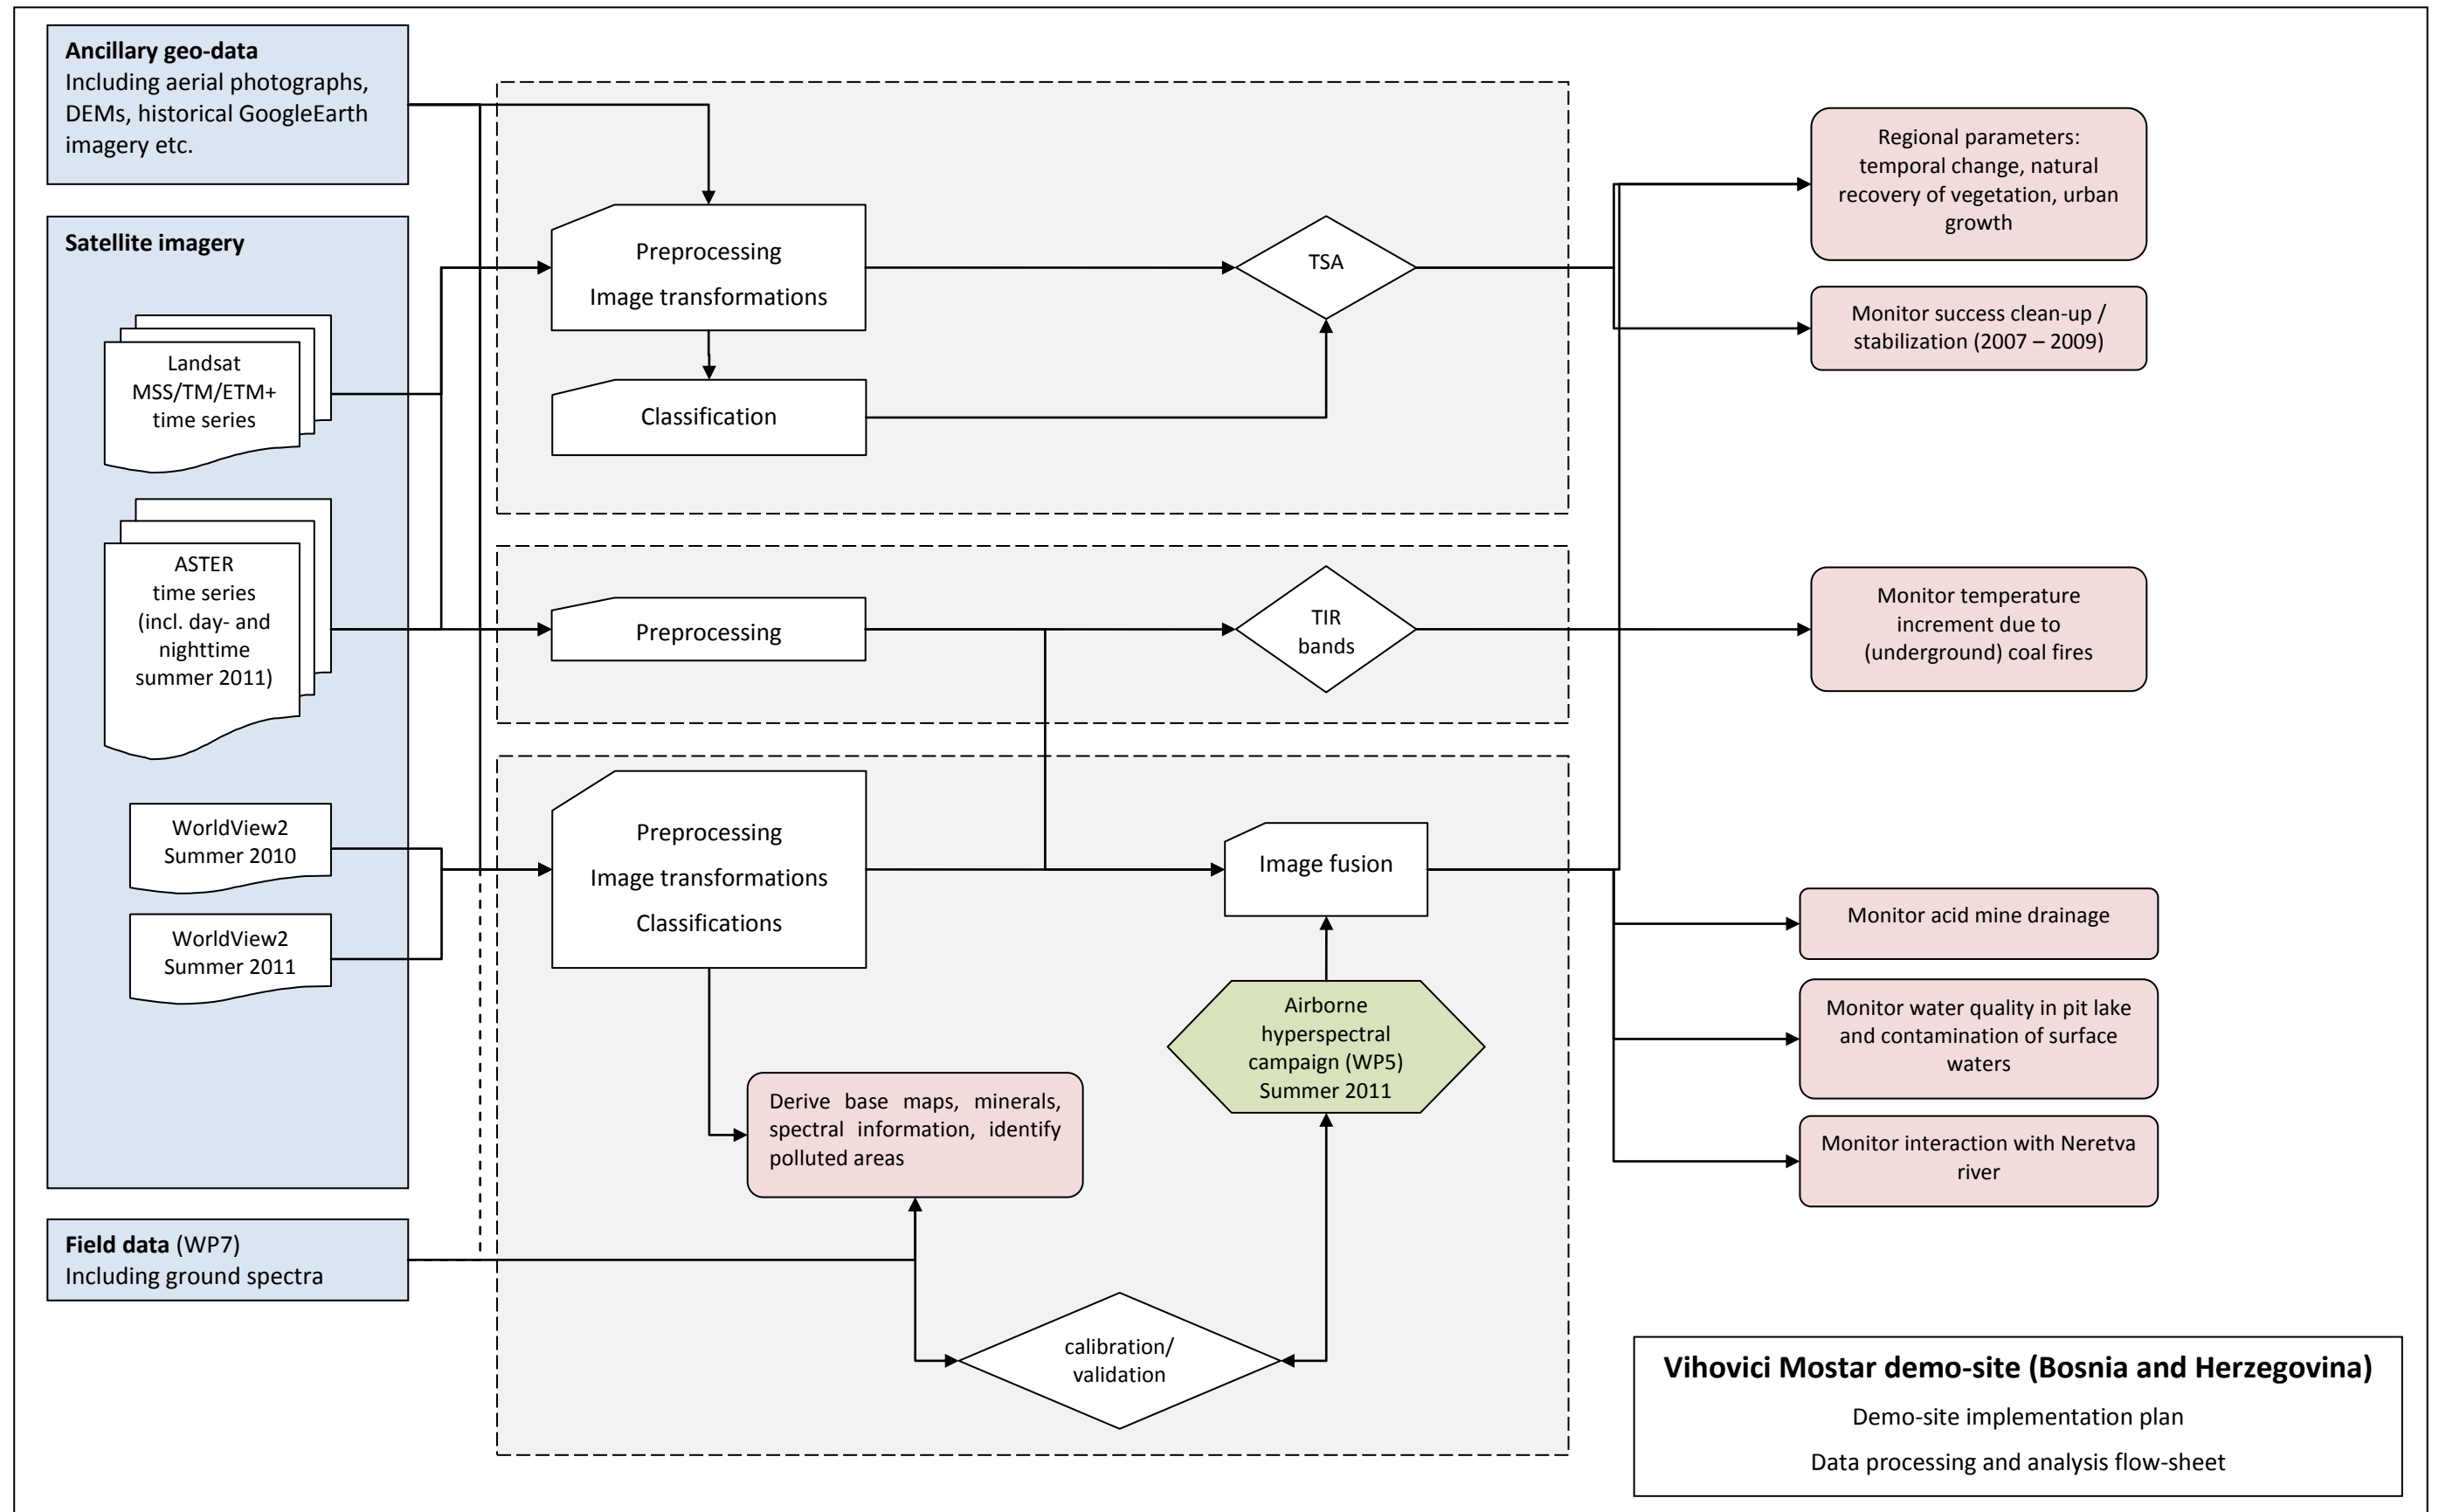 Ancillary geo-data
Including aerial photographs,
DEMs, historical GoogleEarth
imagery etc.
Satellite imagery
Landsat
MSS/TM/ETM+
time series
ASTER
time series
(incl. day- and
nighttime
summer 2011)
WorldView2
Summer 2010
WorldView2
Summer 2011
Field data (WP7)
Including ground spectra
Preprocessing
Image transformations
Classification
TSA
Preprocessing
TIR
bands
Preprocessing
Image transformations
Classifications
Image fusion
Airborne
hyperspectral
campaign (WP5)
Summer 2011
Derive base maps, minerals,
spectral information, identify
polluted areas
calibration/
validation
Regional parameters:
temporal change, natural
recovery of vegetation, urban
growth
Monitor success clean-up /
stabilization (2007 – 2009)
Monitor temperature
increment due to
(underground) coal fires
Monitor acid mine drainage
Monitor water quality in pit lake
and contamination of surface
waters
Monitor interaction with Neretva
river
Vihovici Mostar demo-site (Bosnia and Herzegovina)
Demo-site implementation plan
Data processing and analysis flow-sheet